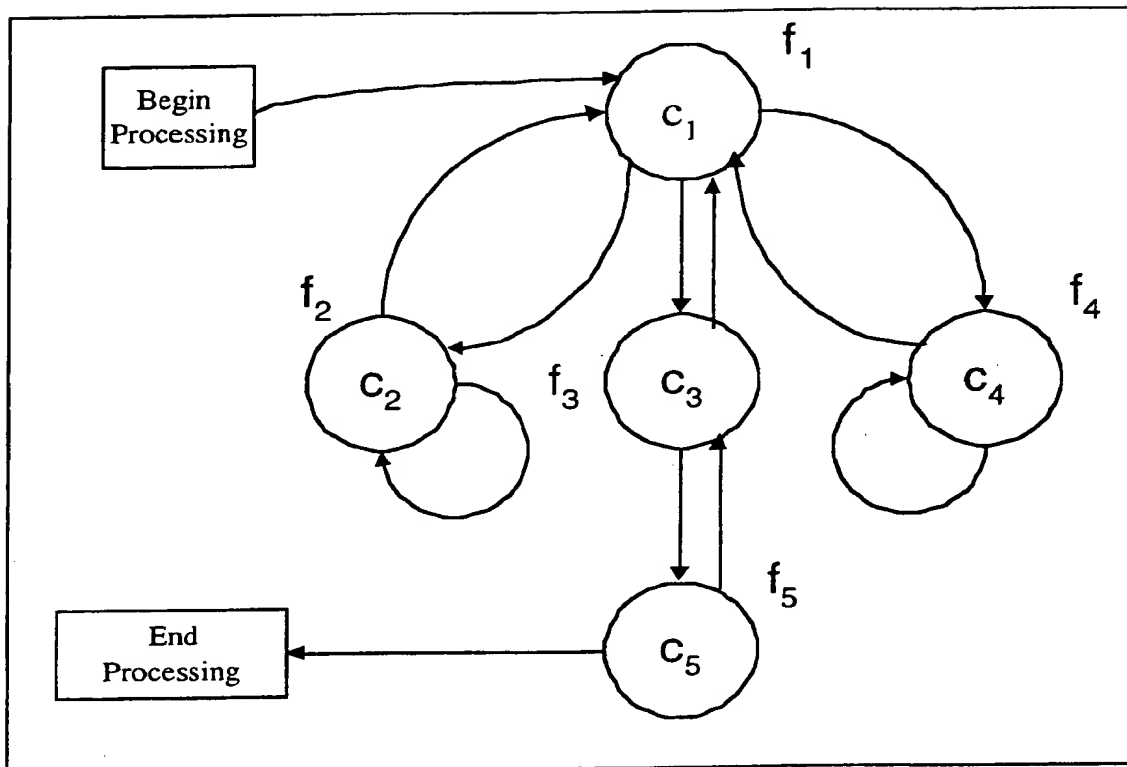 f1
Begin
Processing
C1
f2
f4
C2
f3
C3
C4
f5
End
Processing
C5